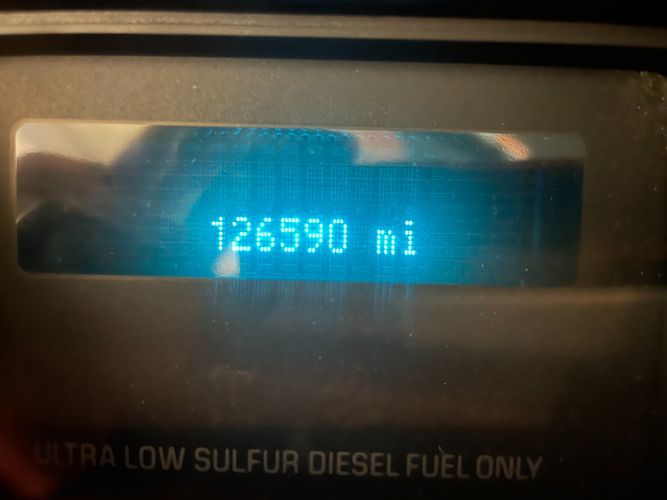 126590 mi
ULTRA LOW SULFUR DIESEL FUEL ONLY